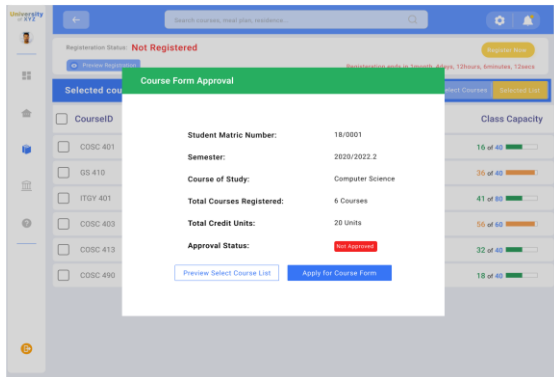 University
of XYZ
Search courses, meal plan, residence...
Registeration Status: Not Registered
Register Now
Preview Registration
Registeration ends in 1month, 4days, 12hours, 6minutes, 12secs
Course Form Approval
Selected cou
elect Courses
Selected List
CourseID
Class Capacity
Student Matric Number: 18/0001
COSC 401
16 of 40
Semester: 2020/2022.2
GS 410
36 of 40
Course of Study: Computer Science
ITGY 401
41 of 80
Total Courses Registered: 6 Courses
COSC 403
56 of 60
Total Credit Units: 20 Units
COSC 413
32 of 40
Approval Status: Not Approved
COSC 490
18 of 40
Preview Select Course List
Apply for Course Form